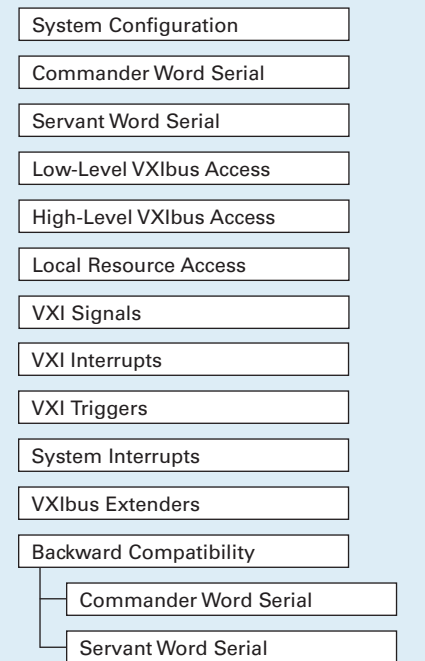 System Configuration
Commander Word Serial
Servant Word Serial
Low-Level VXIbus Access
High-Level VXIbus Access
Local Resource Access
VXI Signals
VXI Interrupts
VXI Triggers
System Interrupts
VXIbus Extenders
Backward Compatibility
Commander Word Serial
Servant Word Serial